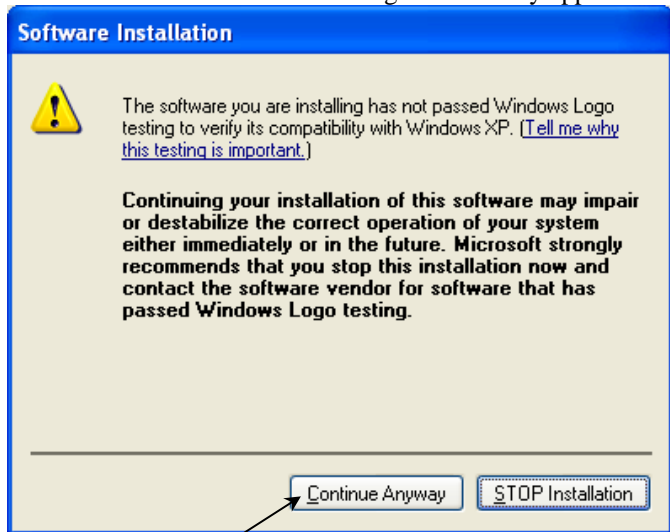 Software Installation
The software you are installing has not passed Windows Logo
testing to verify its compatibility with Windows XP. (Tell me why
this testing is important.)
Continuing your installation of this software may impair
or destabilize the correct operation of your system
either immediately or in the future. Microsoft strongly
recommends that you stop this installation now and
contact the software vendor for software that has
passed Windows Logo testing.
Continue Anyway STOP Installation